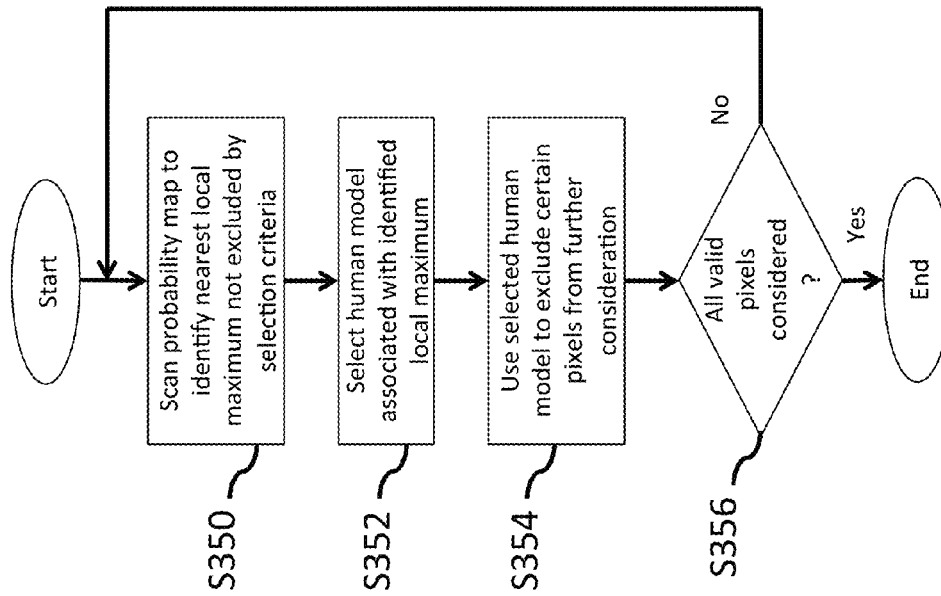 Start
Scan probability map to
identify nearest local
maximum not excluded by
selection criteria
S350
Select human model
associated with identified
local maximum
S352
Use selected human
model to exclude certain
pixels from further
consideration
S354
All valid
pixels
considered
?
No
S356
Yes
End